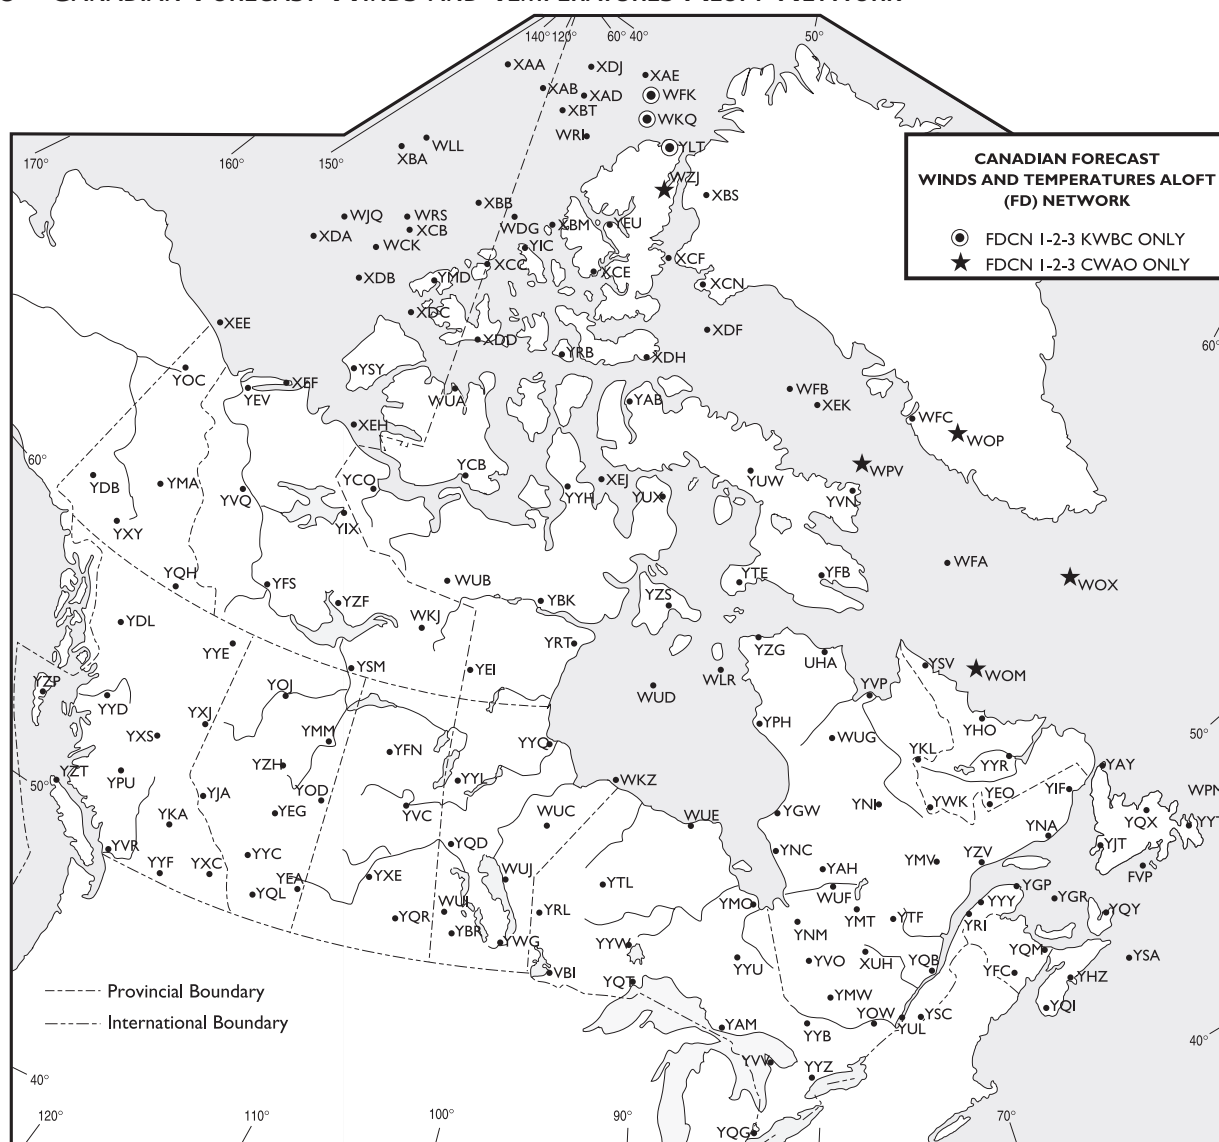 140° 120° 60° 40° 50°
XAA XDJ XAE
XAB XAD WFK
XBT WKQ
WRI YLT
170° 160° 150° XBA WLL
WZJ
XBS
CANADIAN FORECAST
WINDS AND TEMPERATURES ALOFT
(FD) NETWORK
FDCN 1-2-3 KWBC ONLY
FDCN 1-2-3 CWAO ONLY
XBB
WJQ WRS WDG XBM YEU
XDA XCB
WCK YIC
XCC XCE XCF
XDB YMD XCN
XDC
XEE XDD XDF
60°
YRB XDH
YOC YSY
YEV XEF WUA YAB WFB
XEK WFC
XEH WOP
60°
YDB YMA YVQ YCO YCB YYH XEJ YUX YUW WPV YVN
YXY YIX
WFA
YQH YFS WUB YTE YFB WOX
YZF YBK YZS
YDL WKJ
YYE YRT YZG UHA
YSM YEI WLR YSV WOM
YZP YOJ WUD YVP
YYD
YXJ YPH YHO
50°
YXS YMM YFN YYQ WUG YKL
YZH YYR YAY
YZT YPU YYL WKZ
50°
YJA YOD YVC YNI YWK YEO YIF WPM
YKA YEG WUC WUE YGW YQX YYT
YNA
YVR YYC YQD YNC YMV YZV YJT
YYF YXC YXE WUJ YTL YAH FVP
YQL YEA WUF YGP
YQR WUI YRL YMO YMT YTF YYY YGR YQY
YBR YWG YYW YNM YRI
VBI YYU YVO XUH YQB YQM YSA
YQT YFC YHZ
Provincial Boundary YMW
YQI
International Boundary YAM YYB YOW YUL YSC
40°
YVV YYZ
40°
120° 110° 100° 90° YQG 70°